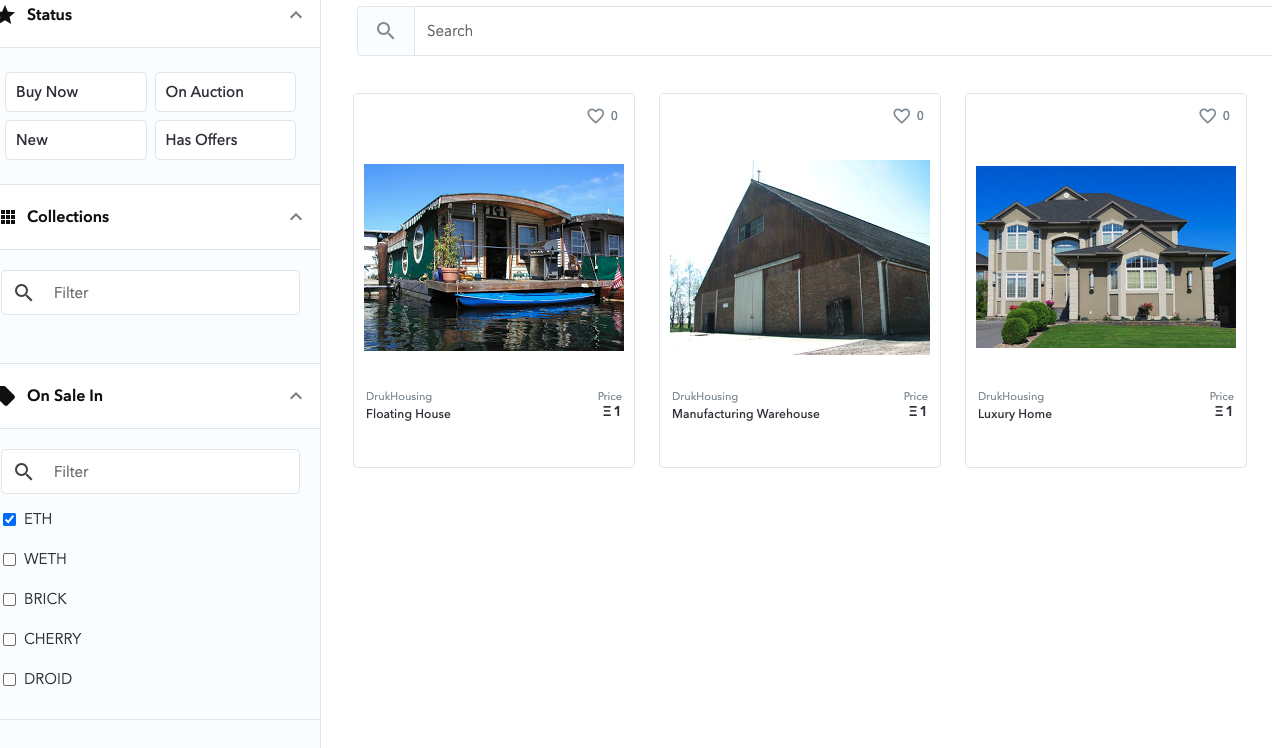 Status
Buy Now
On Auction
New
Has Offers
Collections
Filter
On Sale In
Filter
ETH
WETH
BRICK
CHERRY
DROID
Search
0
DrukHousing
Price
Floating House
Ξ 1
0
DrukHousing
Price
Manufacturing Warehouse
Ξ 1
0
DrukHousing
Price
Luxury Home
Ξ 1